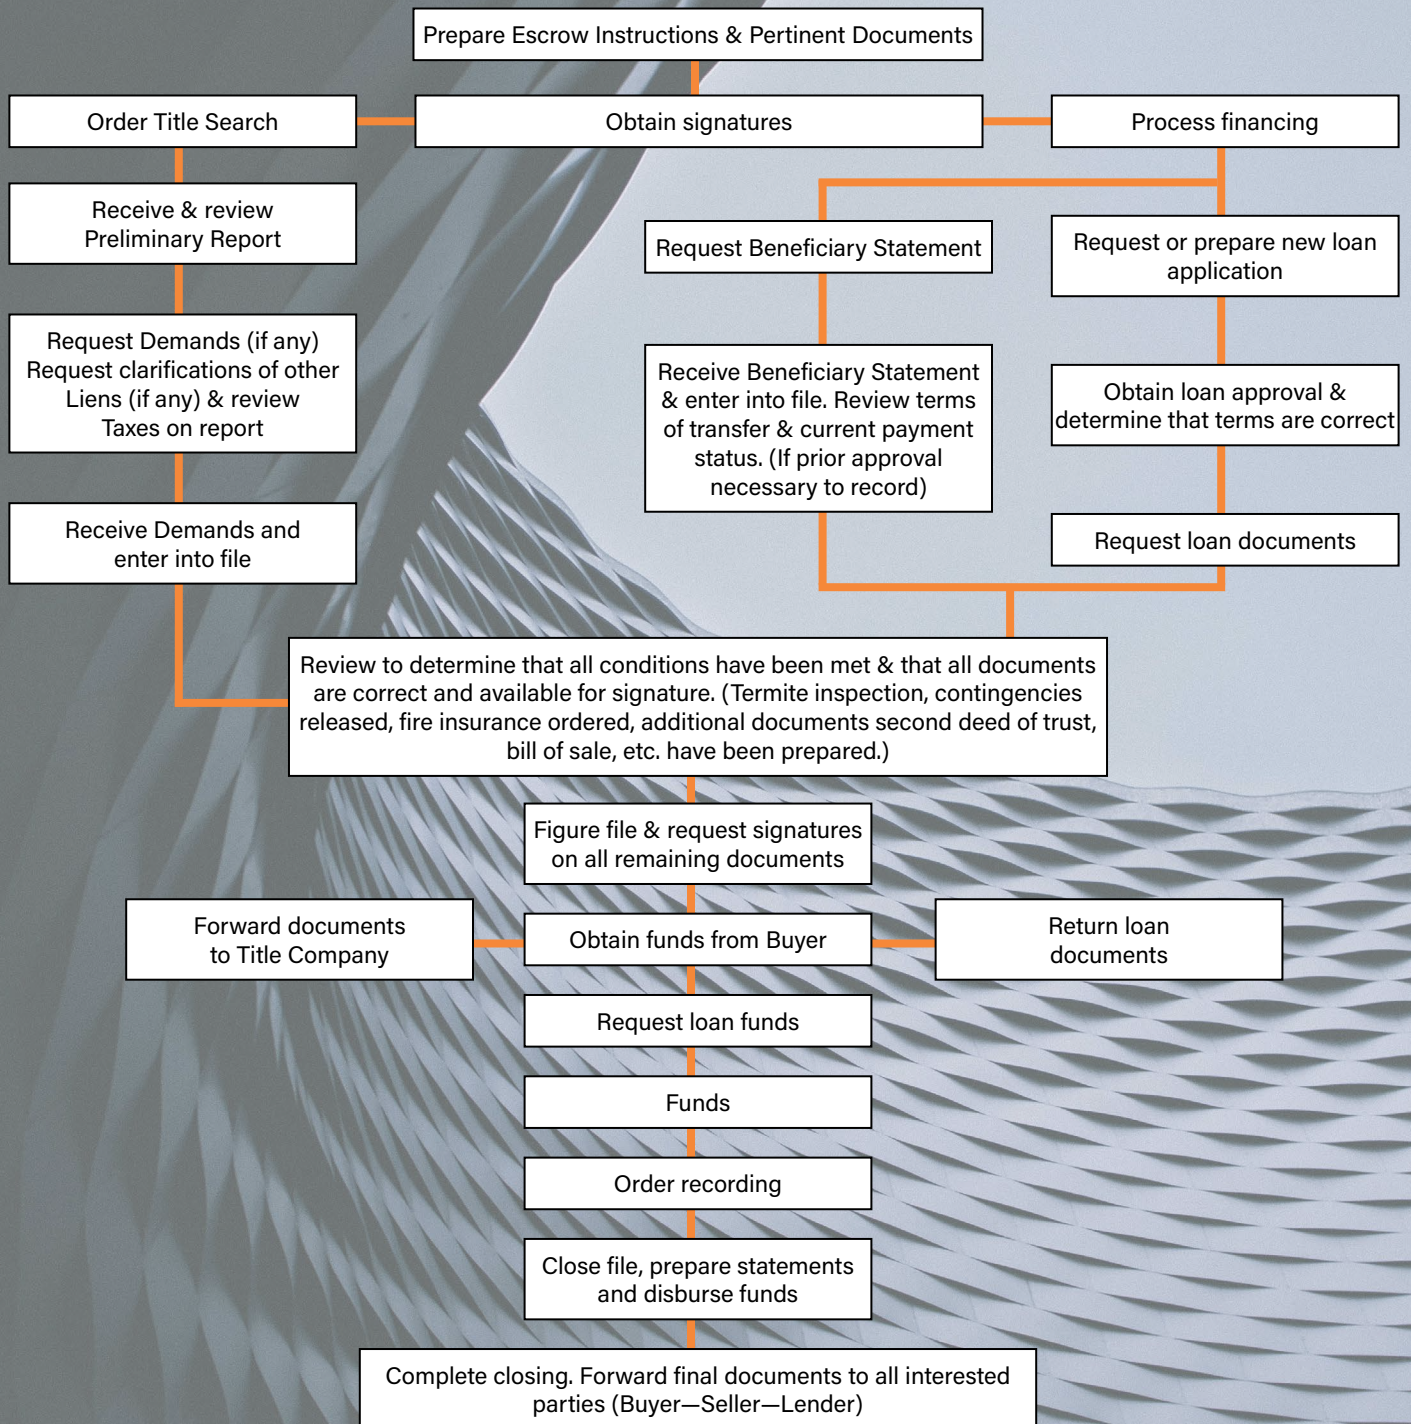 Prepare Escrow Instructions & Pertinent Documents
Order Title Search
Obtain signatures
Process financing
Receive & review
Preliminary Report
Request Beneficiary Statement
Request or prepare new loan
application
Request Demands (if any)
Request clarifications of other
Liens (if any) & review
Taxes on report
Receive Beneficiary Statement
& enter into file. Review terms
of transfer & current payment
status. (If prior approval
necessary to record)
Obtain loan approval &
determine that terms are correct
Receive Demands and
enter into file
Request loan documents
Review to determine that all conditions have been met & that all documents
are correct and available for signature. (Termite inspection, contingencies
released, fire insurance ordered, additional documents second deed of trust,
bill of sale, etc. have been prepared.)
Figure file & request signatures
on all remaining documents
Forward documents
to Title Company
Obtain funds from Buyer
Return loan
documents
Request loan funds
Funds
Order recording
Close file, prepare statements
and disburse funds
Complete closing. Forward final documents to all interested
parties (Buyer—Seller—Lender)